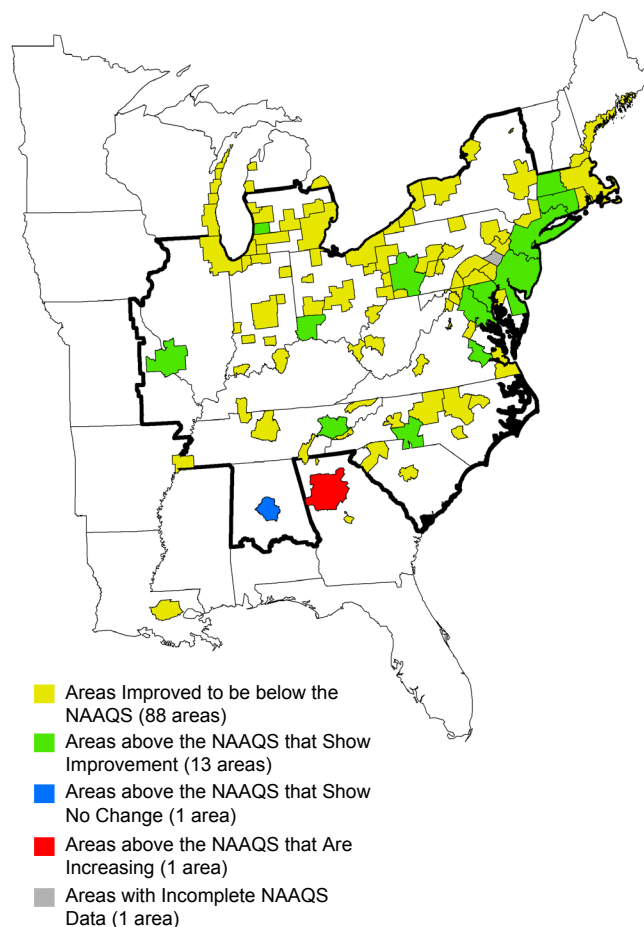 Areas Improved to be below the
NAAQS (88 areas)
Areas above the NAAQS that Show
Improvement (13 areas)
Areas above the NAAQS that Show
No Change (1 area)
Areas above the NAAQS that Are
Increasing (1 area)
Areas with Incomplete NAAQS
Data (1 area)